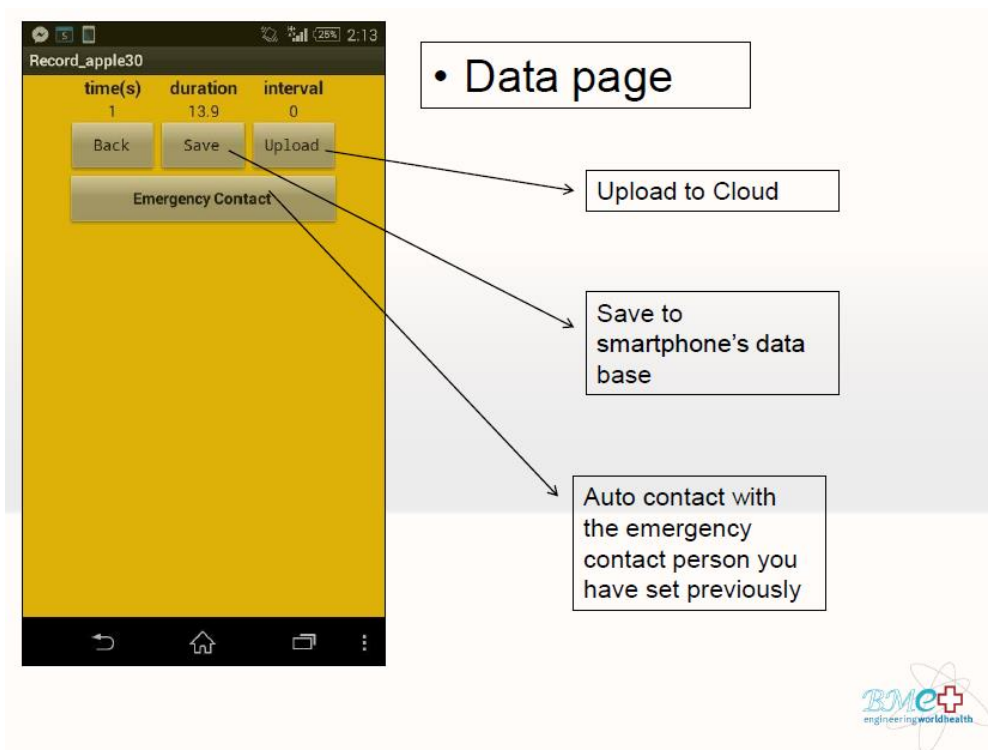 25% 2:13
Record_apple30
time(s) duration interval
1 13.9 0
Back Save Upload
Emergency Contact
• Data page
Upload to Cloud
Save to
smartphone's data
base
Auto contact with
the emergency
contact person you
have set previously
BMe
engineeringworldhealth